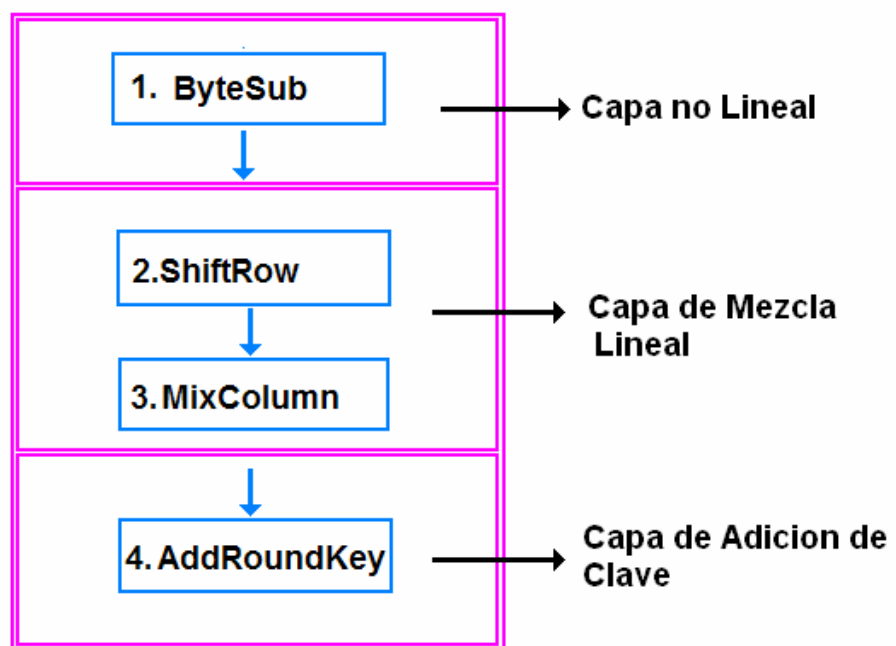 1. ByteSub
Capa no Lineal
2.ShiftRow
Capa de Mezcla
Lineal
3.MixColumn
4.AddRoundKey
Capa de Adicion de
Clave